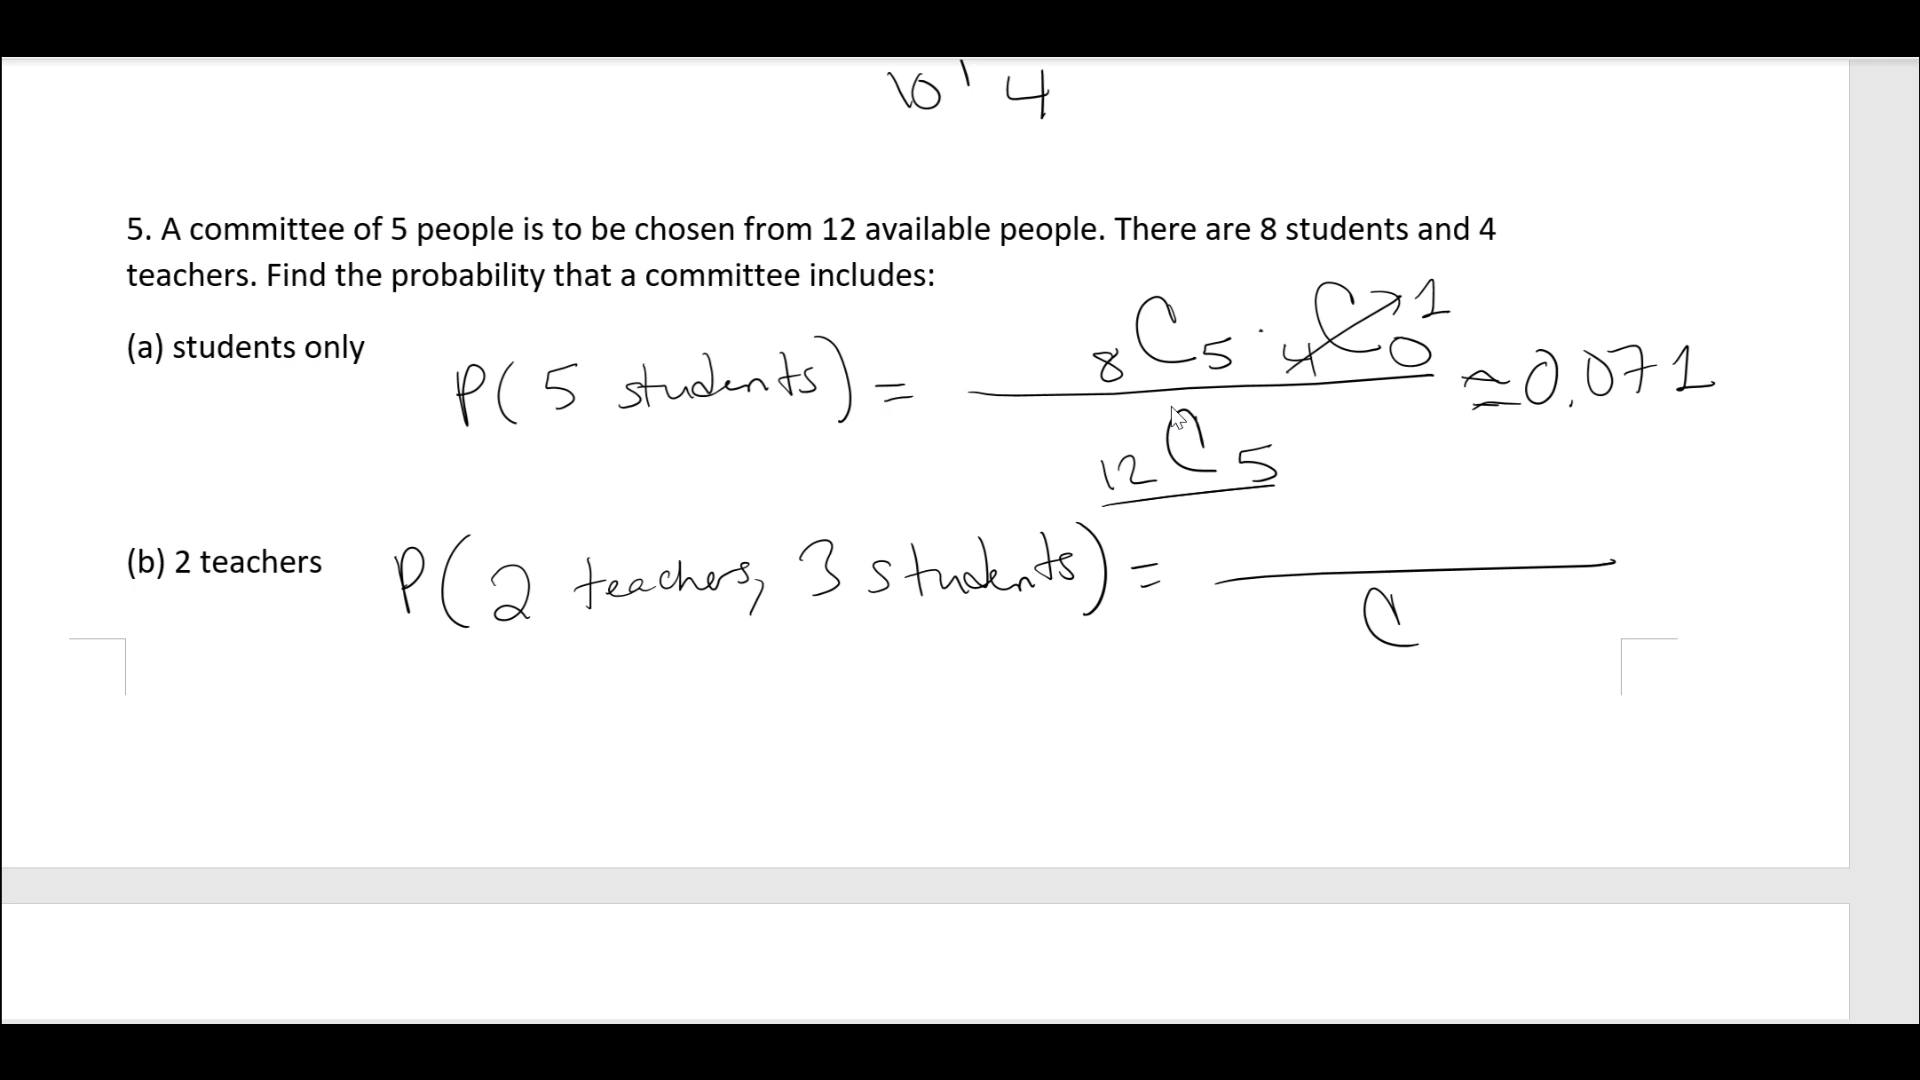 10 4
5. A committee of 5 people is to be chosen from 12 available people. There are 8 students and 4
teachers. Find the probability that a committee includes:
(a) students only
P(5 students) = 8C5 · 4C0 → 1 ≈ 0.071
12C5
(b) 2 teachers
P(2 teachers, 3 students) =
C